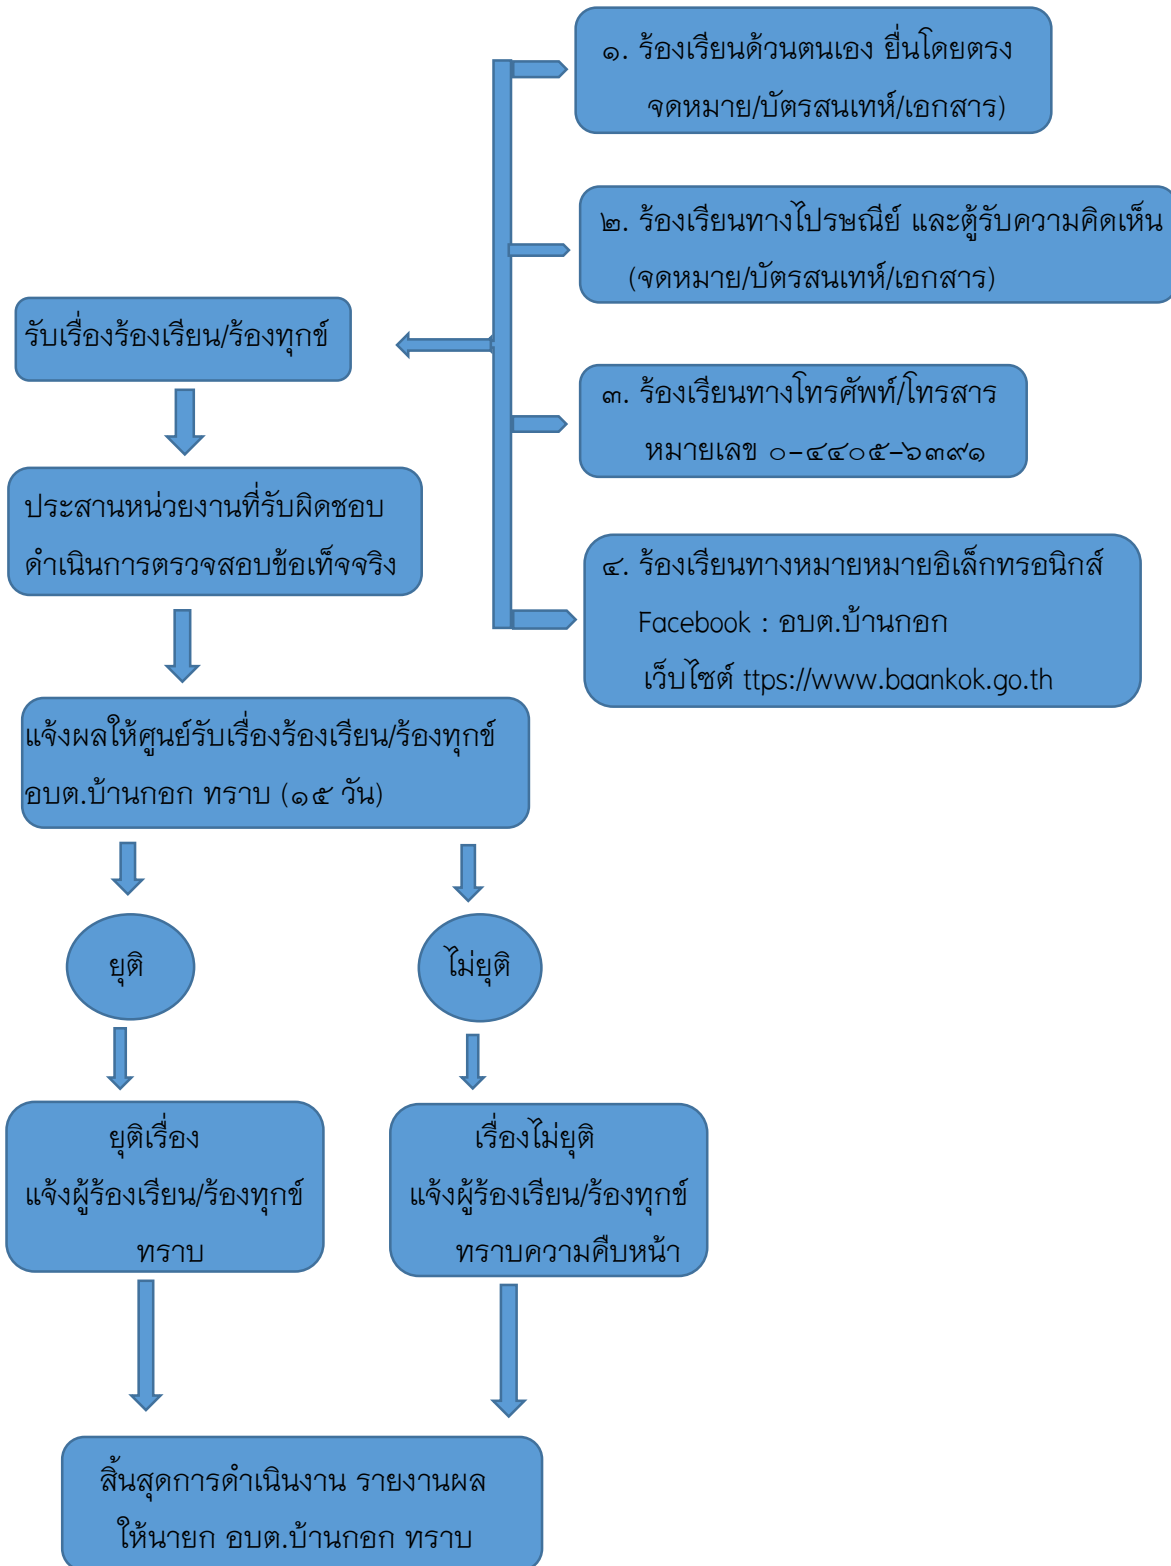 ๑. ร้องเรียนด้วนตนเอง ยื่นโดยตรง
จดหมาย/บัตรสนเทห์/เอกสาร)
๒. ร้องเรียนทางไปรษณีย์ และตู้รับความคิดเห็น
(จดหมาย/บัตรสนเทห์/เอกสาร)
รับเรื่องร้องเรียน/ร้องทุกข์
๓. ร้องเรียนทางโทรศัพท์/โทรสาร
หมายเลข ๐-๔๔๐๕-๖๓๙๑
ประสานหน่วยงานที่รับผิดชอบ
ดำเนินการตรวจสอบข้อเท็จจริง
๔. ร้องเรียนทางหมายหมายอิเล็กทรอนิกส์
Facebook : อบต.บ้านกอก
เว็บไซต์ ttps://www.baankok.go.th
แจ้งผลให้ศูนย์รับเรื่องร้องเรียน/ร้องทุกข์
อบต.บ้านกอก ทราบ (๑๕ วัน)
ยุติ
ไม่ยุติ
ยุติเรื่อง
แจ้งผู้ร้องเรียน/ร้องทุกข์
ทราบ
เรื่องไม่ยุติ
แจ้งผู้ร้องเรียน/ร้องทุกข์
ทราบความคืบหน้า
สิ้นสุดการดำเนินงาน รายงานผล
ให้นายก อบต.บ้านกอก ทราบ